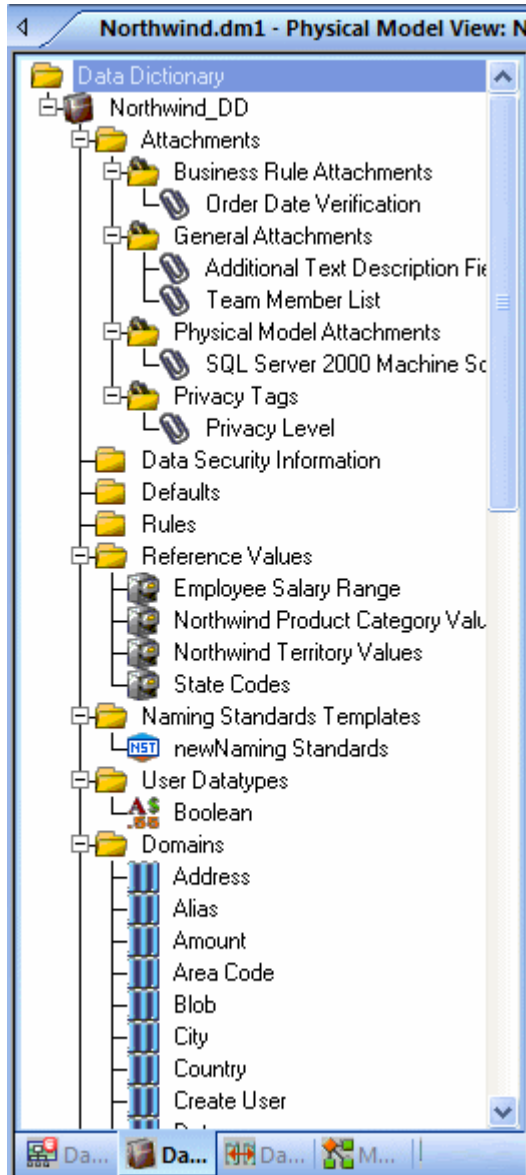 Northwind.dm1 - Physical Model View: N
Data Dictionary
Northwind_DD
Attachments
Business Rule Attachments
Order Date Verification
General Attachments
Additional Text Description Fie
Team Member List
Physical Model Attachments
SQL Server 2000 Machine Sc
Privacy Tags
Privacy Level
Data Security Information
Defaults
Rules
Reference Values
Employee Salary Range
Northwind Product Category Valu
Northwind Territory Values
State Codes
Naming Standards Templates
NST newNaming Standards
User Datatypes
Boolean
Domains
Address
Alias
Amount
Area Code
Blob
City
Country
Create User
Da... Da... Da... M...